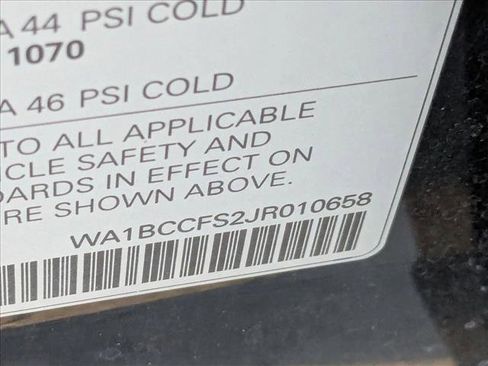 A 44 PSI COLD
1070
A 46 PSI COLD
TO ALL APPLICABLE
CLE SAFETY AND
DARDS IN EFFECT ON
RE SHOWN ABOVE.
WA1BCCFS2JR010658